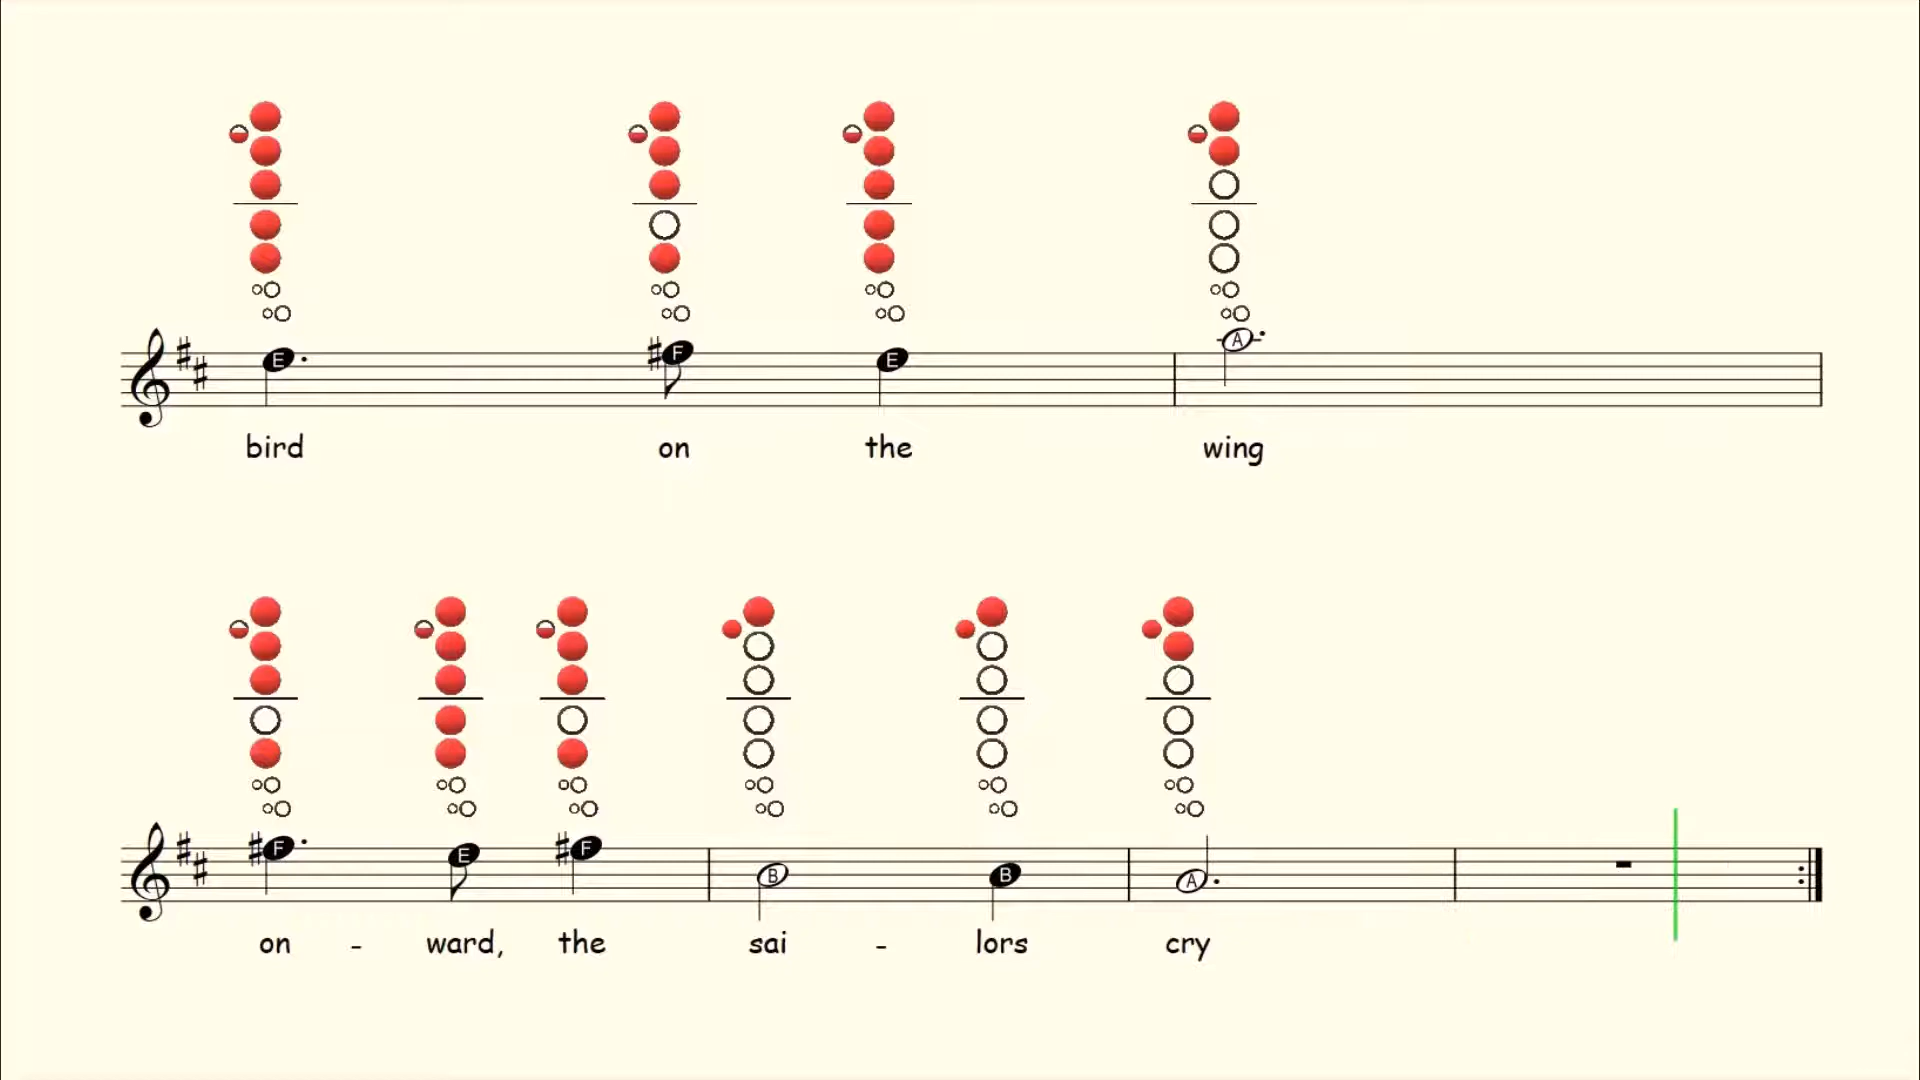 E F E A
bird on the wing
F E F B B A
on - ward, the sai - lors cry